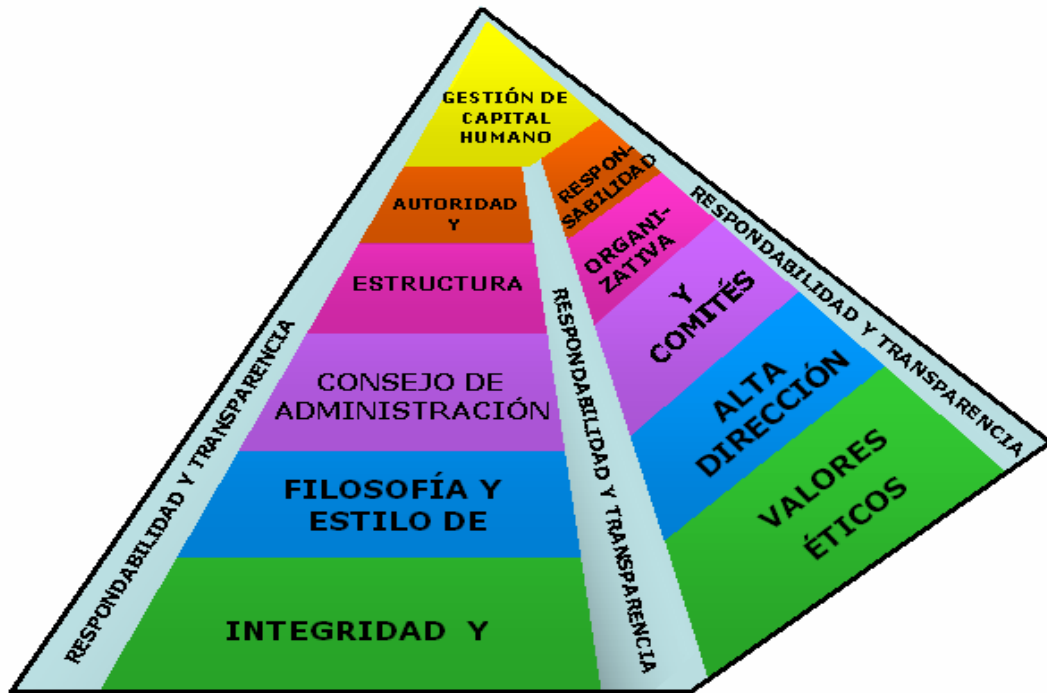 GESTIÓN DE
CAPITAL
HUMANO
AUTORIDAD
Y
RESPON-
SABILIDAD
ESTRUCTURA
ORGANI-
ZATIVA
CONSEJO DE
ADMINISTRACIÓN
Y
COMITÉS
FILOSOFÍA Y
ESTILO DE
ALTA
DIRECCIÓN
INTEGRIDAD Y
VALORES
ÉTICOS
RESPONDABILIDAD Y TRANSPARENCIA
RESPONDABILIDAD Y TRANSPARENCIA
RESPONDABILIDAD Y TRANSPARENCIA